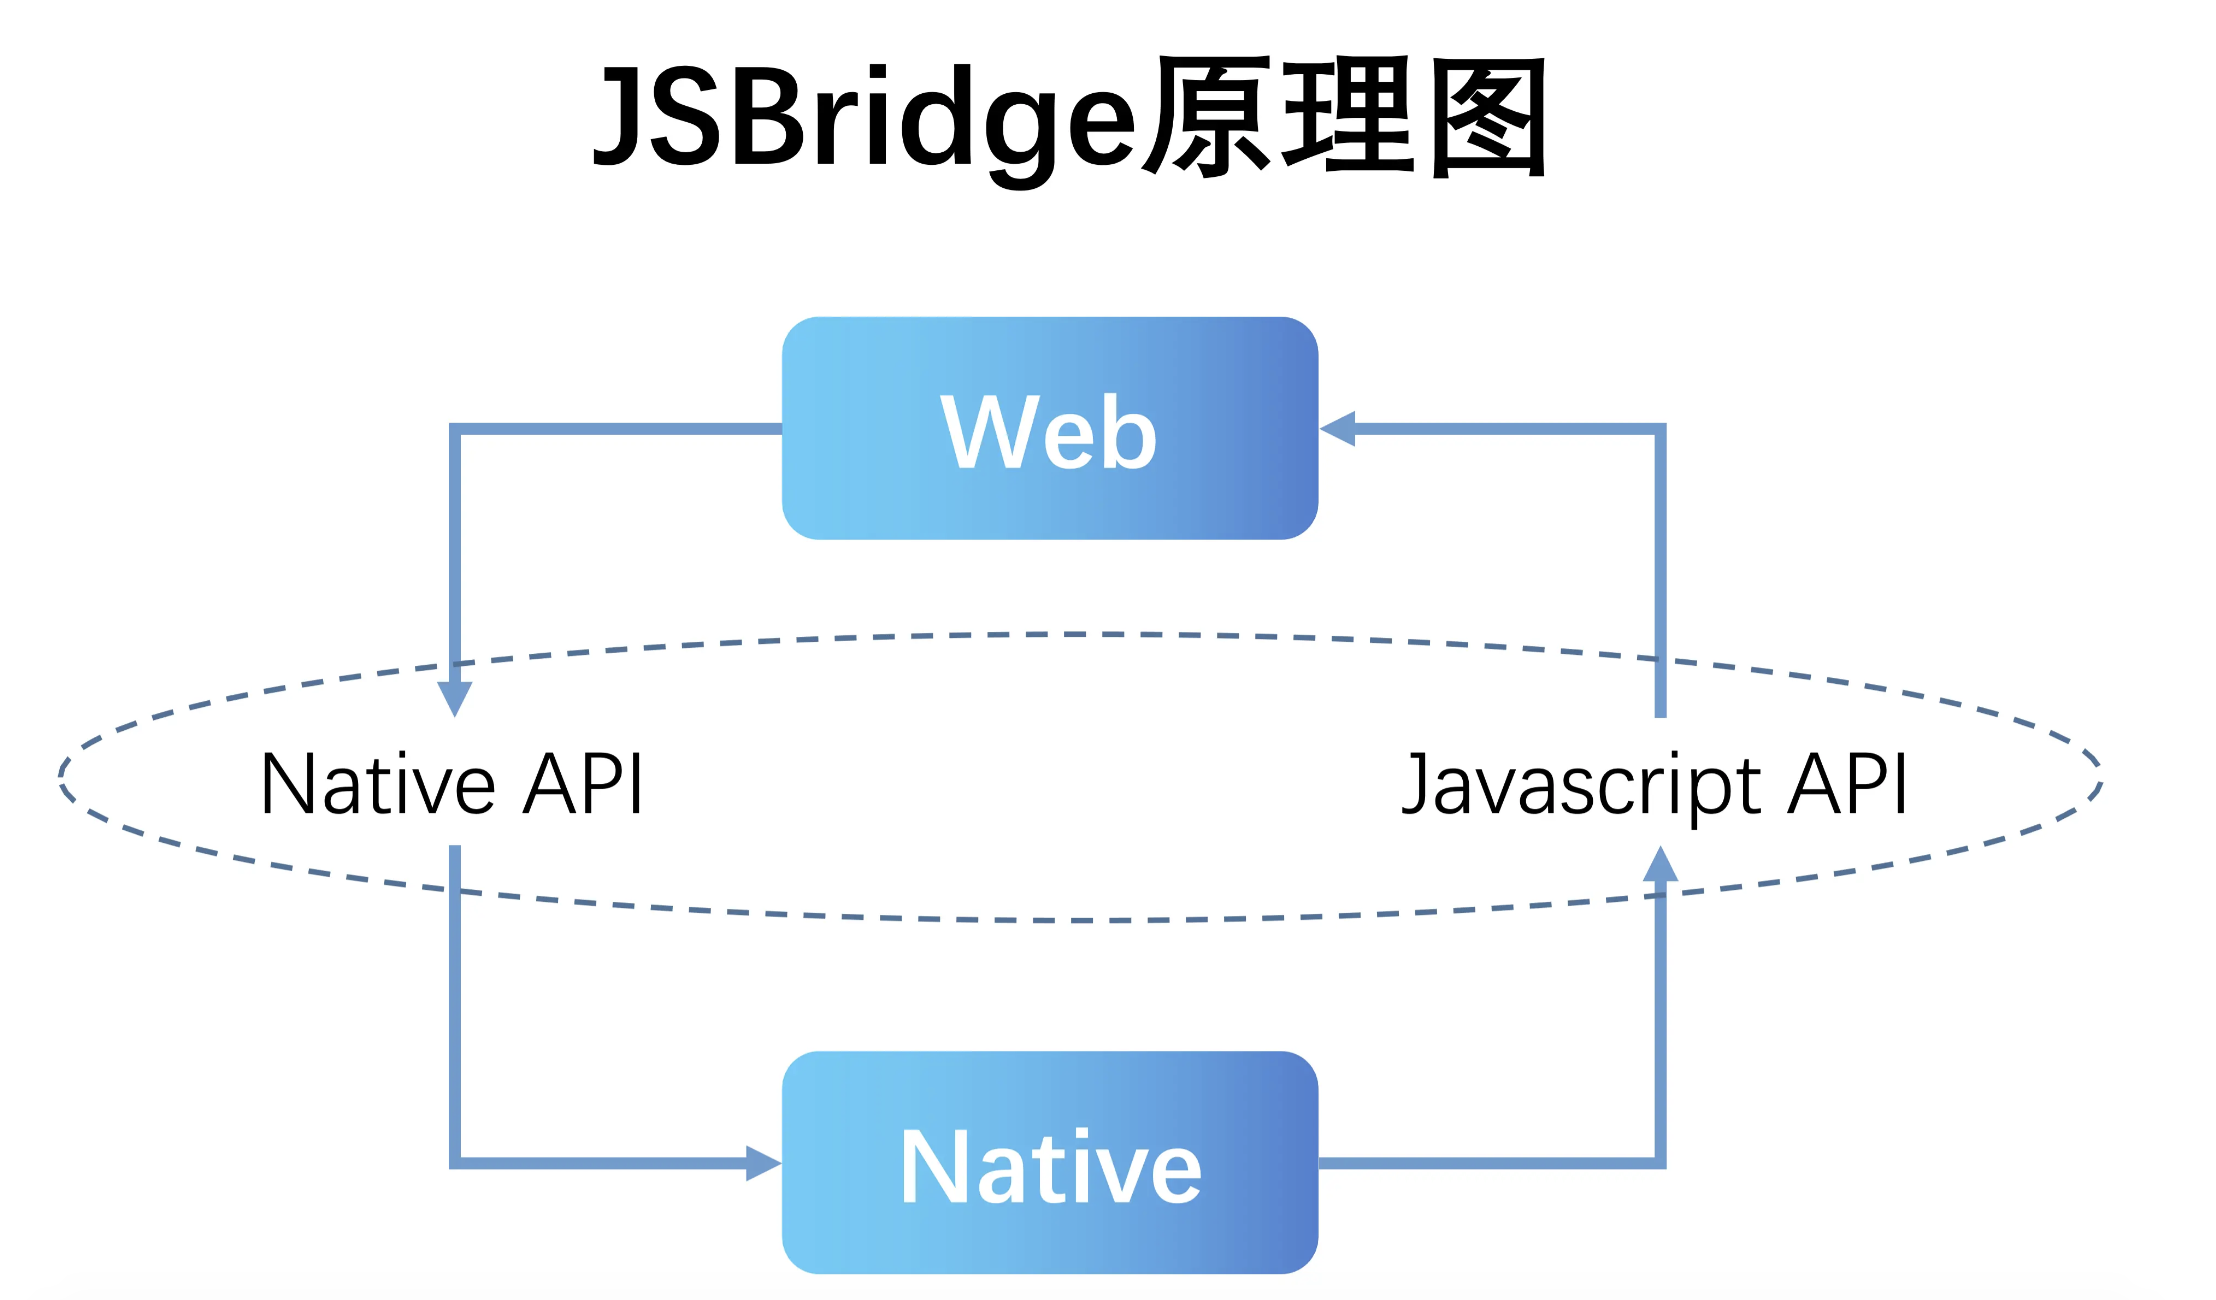 JSBridge原理图
Web
Native API
Javascript API
Native